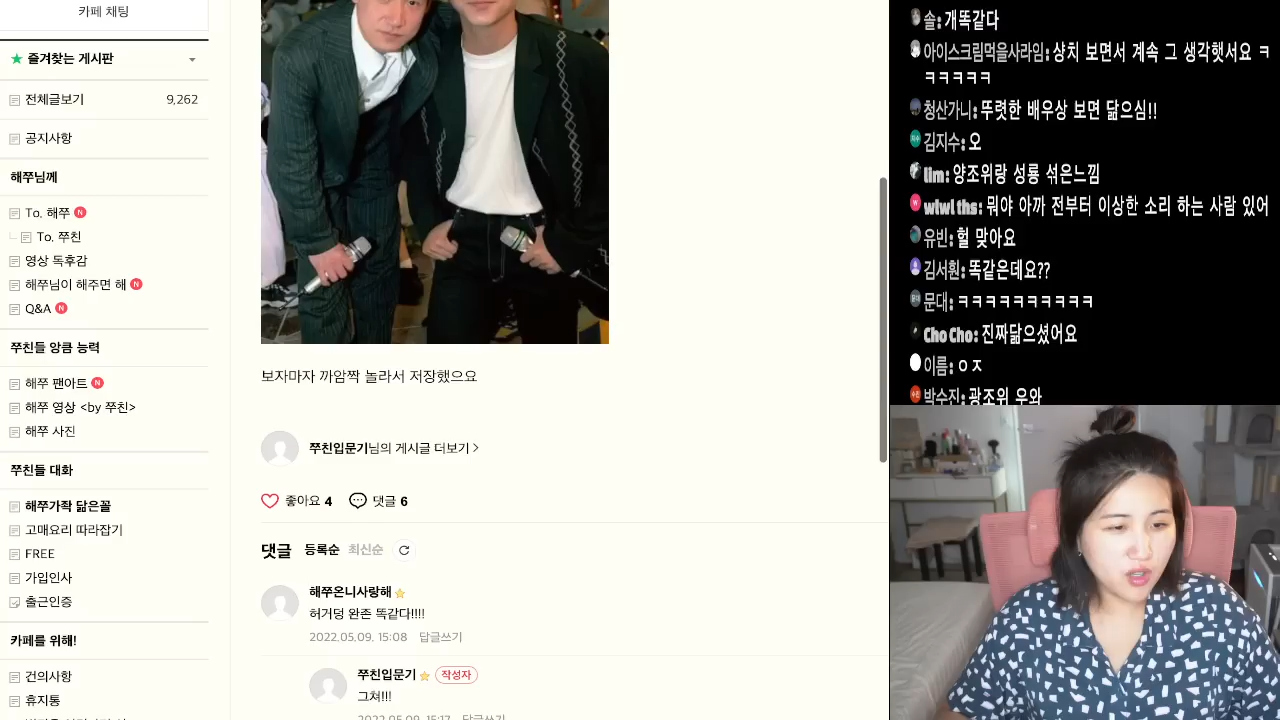 카페 채팅
즐겨찾는 게시판
전체글보기 9,262
공지사항
해쭈님께
To. 해쭈 N
To. 쭈친
영상 독후감
해쭈님이 해주면 해 N
Q&A N
쭈친들 앙큼 능력
해쭈 팬아트 N
해쭈 영상 <by 쭈친>
해쭈 사진
쭈친들 대화
해쭈가좌 닮은꼴
고매요리 따라잡기
FREE
가입인사
출근인증
카페를 위해!
건의사항
휴지통
보자마자 까암짝 놀라서 저장했으요
쭈친입문기님의 게시글 더보기 >
좋아요 4 댓글 6
댓글 등록순 최신순
해쭈온니사랑해
허거덩 완존 똑같다!!!!
2022.05.09. 15:08 답글쓰기
쭈친입문기 작성자
그쳐!!!
2022.05.09. 15:17 답글쓰기
솔: 개똑같다
아이스크림먹을사라임: 샹치 보면서 계속 그 생각햇서요 ㅋ
ㅋㅋㅋㅋㅋ
청산가니: 뚜렷한 배우상 보면 닮으심!!
김지수: 오
lim: 양조위랑 성룡 섞은느낌
wlwl ths: 뭐야 아까 전부터 이상한 소리 하는 사람 있어
유빈: 헐 맞아요
김서훤: 똑같은데요??
문대: ㅋㅋㅋㅋㅋㅋㅋㅋㅋㅋ
Cho Cho: 진짜닮으셨어요
이름: ㅇㅈ
박수진: 광조위 우와